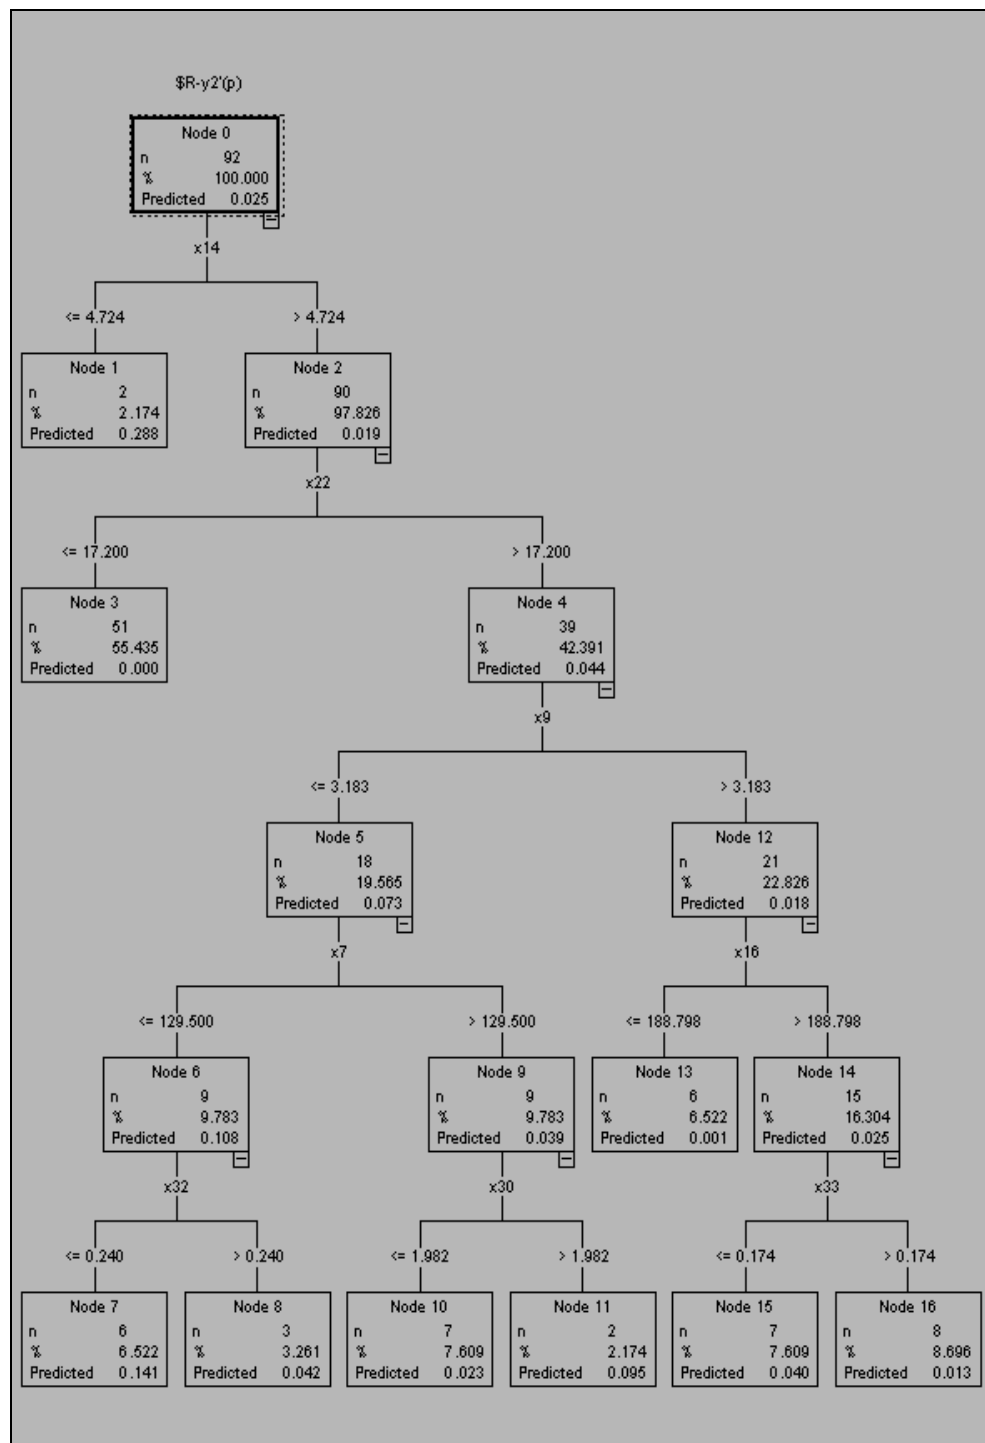 $R-y2'(p)
Node 0
n 92
% 100.000
Predicted 0.025
x14
<= 4.724 > 4.724
Node 1
n 2
% 2.174
Predicted 0.288
Node 2
n 90
% 97.826
Predicted 0.019
x22
<= 17.200 > 17.200
Node 3
n 51
% 55.435
Predicted 0.000
Node 4
n 39
% 42.391
Predicted 0.044
x9
<= 3.183 > 3.183
Node 5
n 18
% 19.565
Predicted 0.073
Node 12
n 21
% 22.826
Predicted 0.018
x7
x16
<= 129.500 > 129.500 <= 188.798 > 188.798
Node 6
n 9
% 9.783
Predicted 0.108
Node 9
n 9
% 9.783
Predicted 0.039
Node 13
n 6
% 6.522
Predicted 0.001
Node 14
n 15
% 16.304
Predicted 0.025
x32
x30
x33
<= 0.240 > 0.240 <= 1.982 > 1.982 <= 0.174 > 0.174
Node 7
n 6
% 6.522
Predicted 0.141
Node 8
n 3
% 3.261
Predicted 0.042
Node 10
n 7
% 7.609
Predicted 0.023
Node 11
n 2
% 2.174
Predicted 0.095
Node 15
n 7
% 7.609
Predicted 0.040
Node 16
n 8
% 8.696
Predicted 0.013